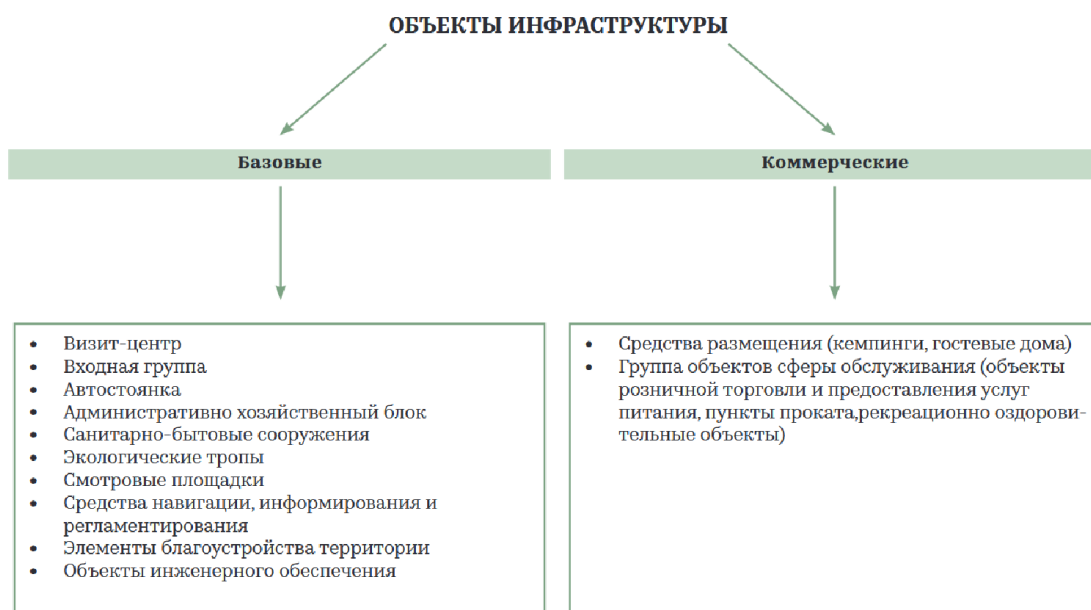 ОБЪЕКТЫ ИНФРАСТРУКТУРЫ
Базовые
Коммерческие
• Визит-центр
• Входная группа
• Автостоянка
• Административно хозяйственный блок
• Санитарно-бытовые сооружения
• Экологические тропы
• Смотровые площадки
• Средства навигации, информирования и
регламентирования
• Элементы благоустройства территории
• Объекты инженерного обеспечения
• Средства размещения (кемпинги, гостевые дома)
• Группа объектов сферы обслуживания (объекты
розничной торговли и предоставления услуг
питания, пункты проката,рекреационно оздорови-
тельные объекты)